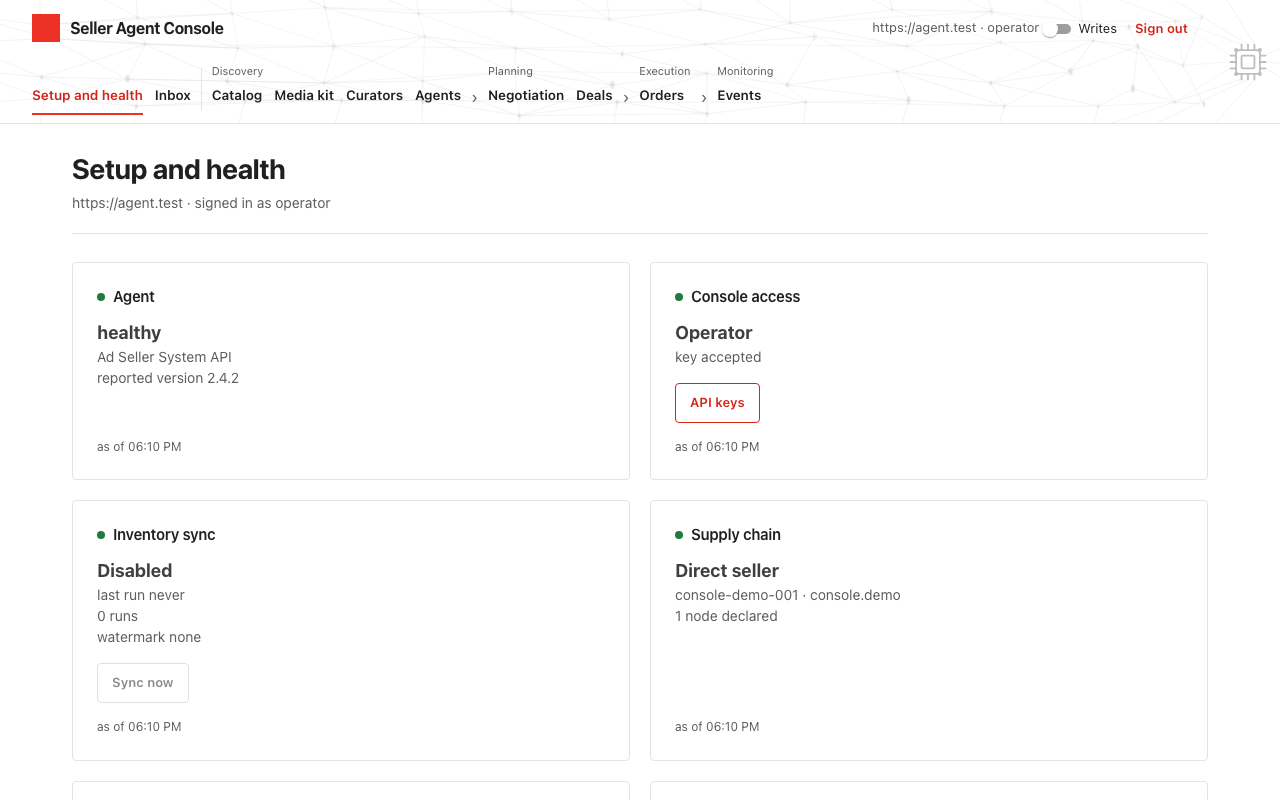 Seller Agent Console
https://agent.test · operator
Writes
Sign out
Setup and health
Inbox
Discovery
Catalog
Media kit
Curators
Agents
›
Planning
Negotiation
Deals
›
Execution
Orders
›
Monitoring
Events
Setup and health
https://agent.test · signed in as operator
Agent
healthy
Ad Seller System API
reported version 2.4.2
as of 06:10 PM
Console access
Operator
key accepted
API keys
as of 06:10 PM
Inventory sync
Disabled
last run never
0 runs
watermark none
Sync now
as of 06:10 PM
Supply chain
Direct seller
console-demo-001 · console.demo
1 node declared
as of 06:10 PM